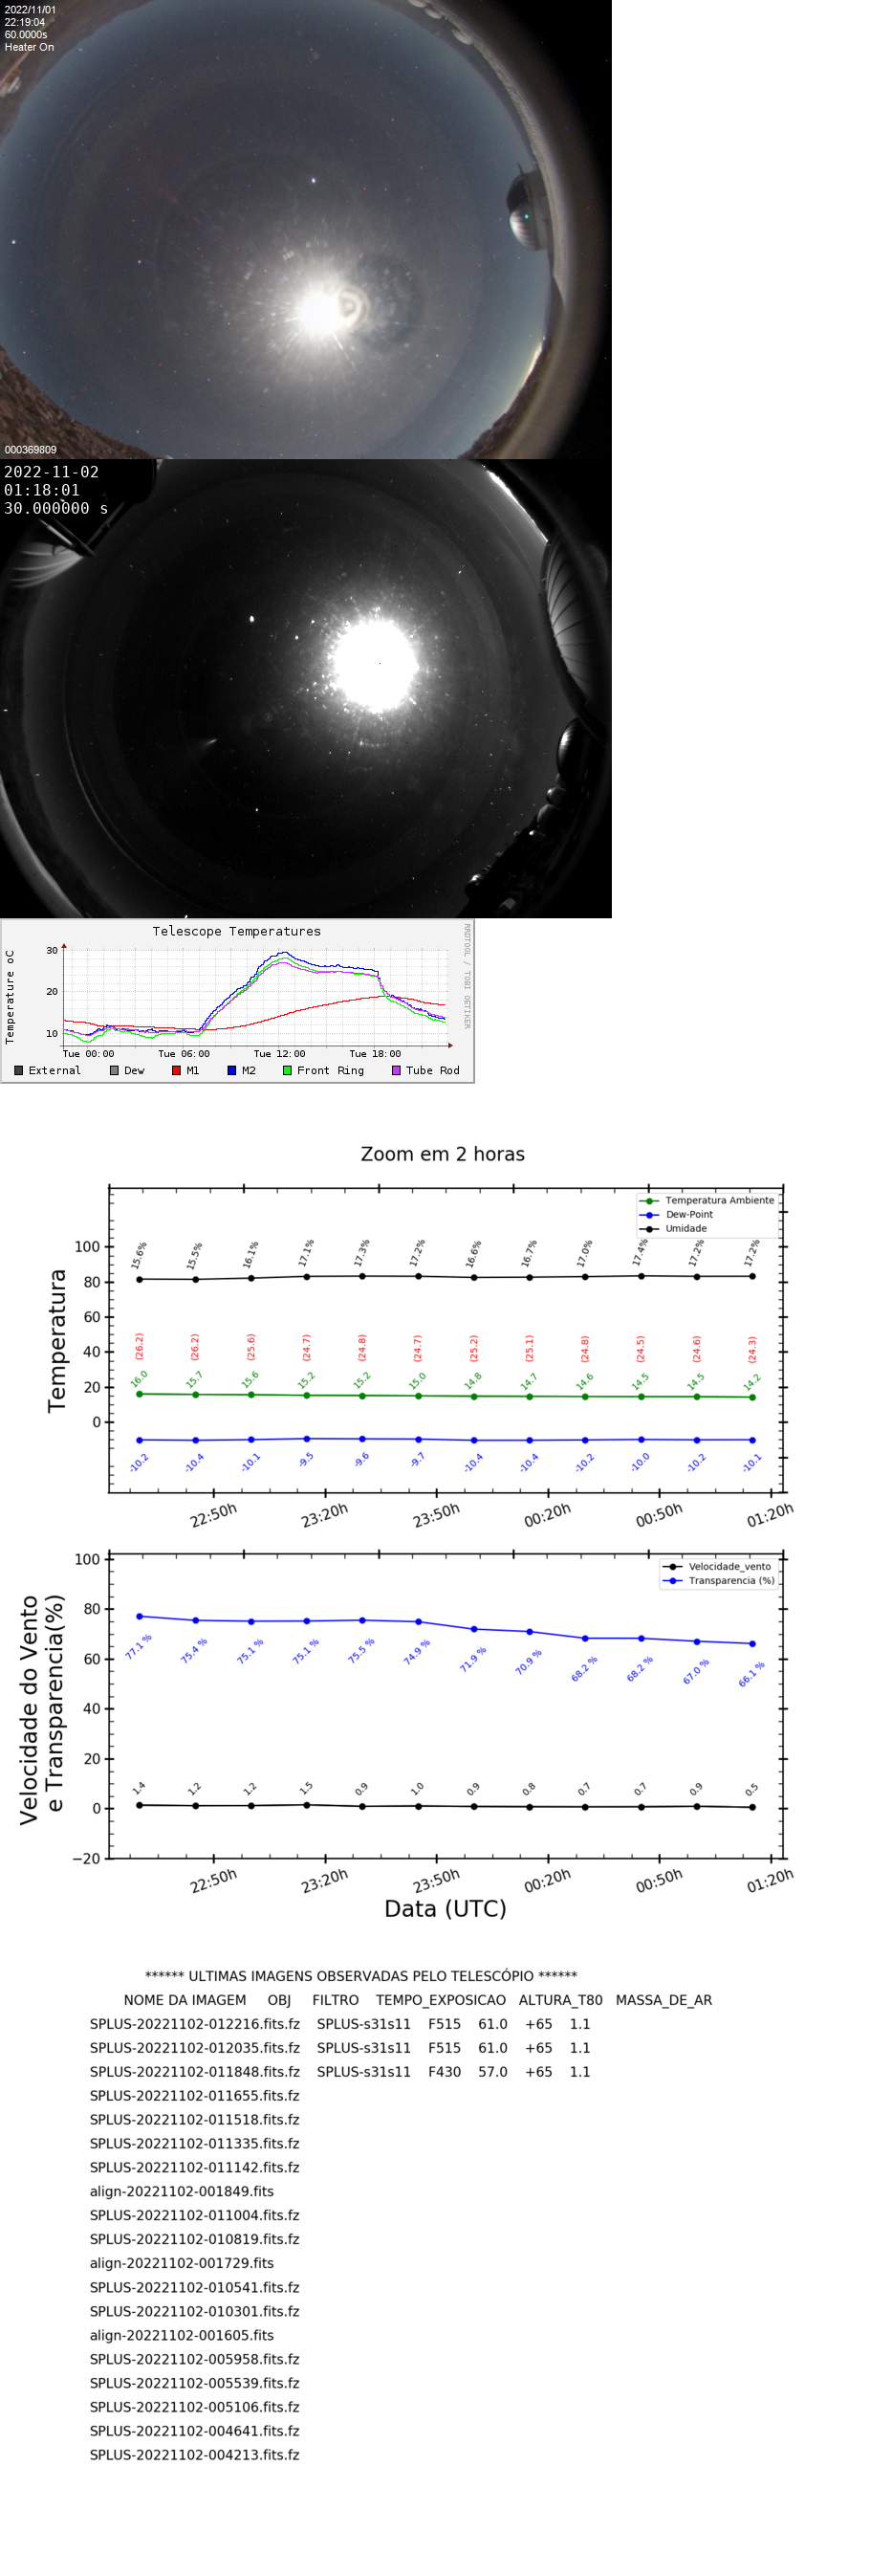 2022/11/01
22:19:04
60.0000s
Heater On
000369809
2022-11-02
01:18:01
30.000000 s
Telescope Temperatures
RRDTOOL / TOBI OETIKER
Temperature oC
30
20
10
Tue 00:00 Tue 06:00 Tue 12:00 Tue 18:00
External Dew M1 M2 Front Ring Tube Rod
Zoom em 2 horas
Temperatura Ambiente
Dew-Point
Umidade
Temperatura
100
80
60
40
20
0
15.6% 15.5% 16.1% 17.1% 17.3% 17.2% 16.6% 16.7% 17.0% 17.4% 17.2% 17.2%
(26.2) (26.2) (25.6) (24.7) (24.8) (24.7) (25.2) (25.1) (24.8) (24.5) (24.6) (24.3)
16.0 15.7 15.6 15.2 15.2 15.0 14.8 14.7 14.6 14.5 14.5 14.2
-10.2 -10.4 -10.1 -9.5 -9.6 -9.7 -10.4 -10.4 -10.2 -10.0 -10.2 -10.1
22:50h 23:20h 23:50h 00:20h 00:50h 01:20h
Velocidade_vento
Transparencia (%)
Velocidade do Vento
e Transparencia(%)
100
80
60
40
20
0
−20
77.1 % 75.4 % 75.1 % 75.1 % 75.5 % 74.9 % 71.9 % 70.9 % 68.2 % 68.2 % 67.0 % 66.1 %
1.4 1.2 1.2 1.5 0.9 1.0 0.9 0.8 0.7 0.7 0.9 0.5
22:50h 23:20h 23:50h 00:20h 00:50h 01:20h
Data (UTC)
****** ULTIMAS IMAGENS OBSERVADAS PELO TELESCÓPIO ******
NOME DA IMAGEM OBJ FILTRO TEMPO_EXPOSICAO ALTURA_T80 MASSA_DE_AR
SPLUS-20221102-012216.fits.fz SPLUS-s31s11 F515 61.0 +65 1.1
SPLUS-20221102-012035.fits.fz SPLUS-s31s11 F515 61.0 +65 1.1
SPLUS-20221102-011848.fits.fz SPLUS-s31s11 F430 57.0 +65 1.1
SPLUS-20221102-011655.fits.fz
SPLUS-20221102-011518.fits.fz
SPLUS-20221102-011335.fits.fz
SPLUS-20221102-011142.fits.fz
align-20221102-001849.fits
SPLUS-20221102-011004.fits.fz
SPLUS-20221102-010819.fits.fz
align-20221102-001729.fits
SPLUS-20221102-010541.fits.fz
SPLUS-20221102-010301.fits.fz
align-20221102-001605.fits
SPLUS-20221102-005958.fits.fz
SPLUS-20221102-005539.fits.fz
SPLUS-20221102-005106.fits.fz
SPLUS-20221102-004641.fits.fz
SPLUS-20221102-004213.fits.fz